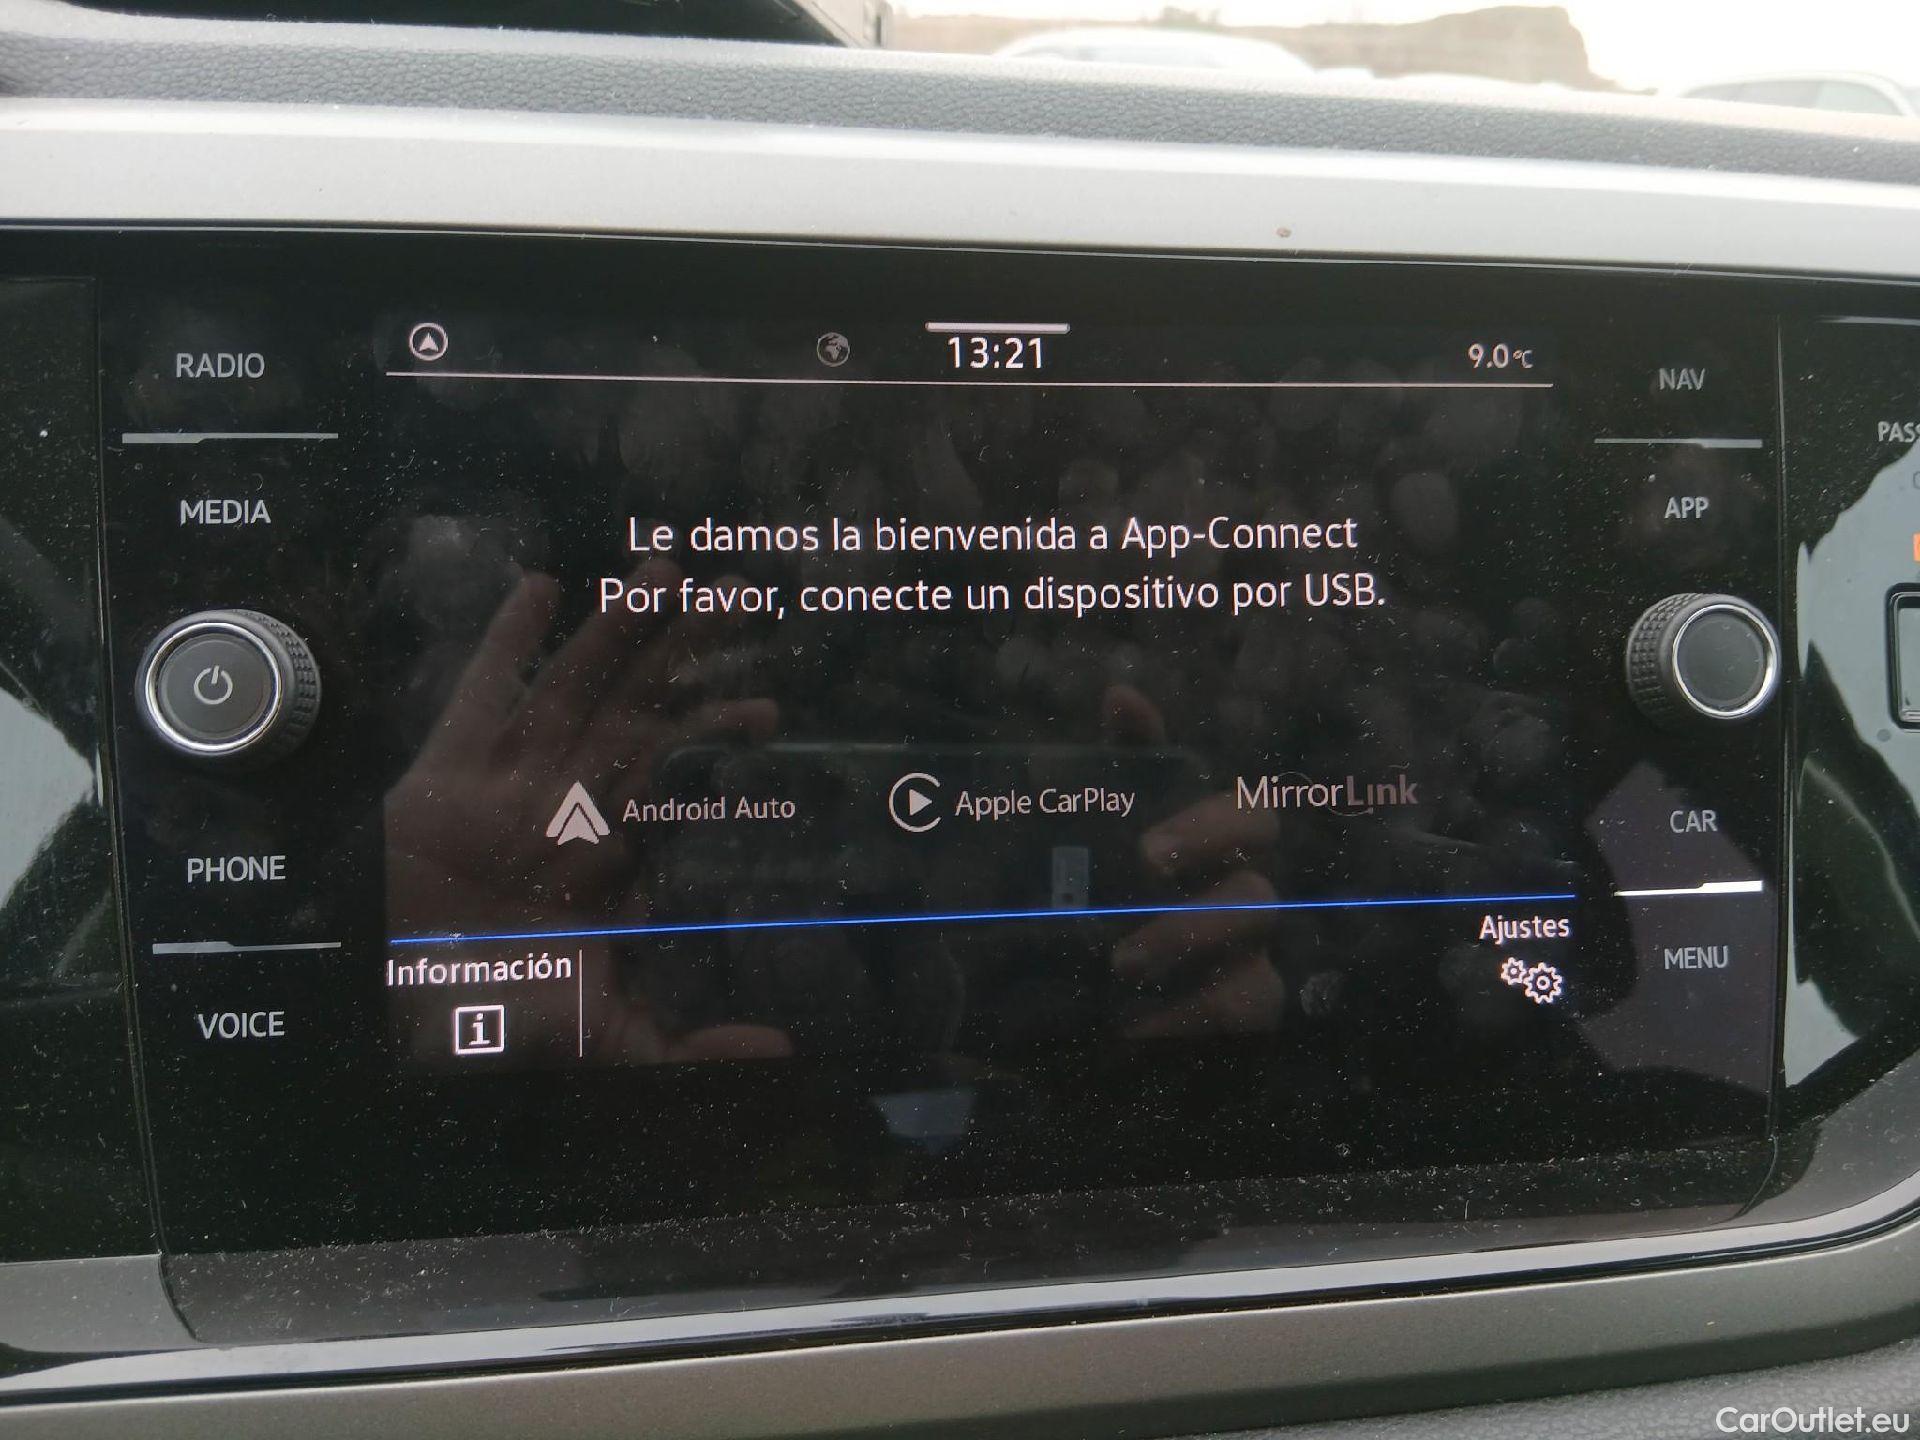 13:21
9.0°C
RADIO
MEDIA
PHONE
VOICE
Le damos la bienvenida a App-Connect
Por favor, conecte un dispositivo por USB.
Android Auto
Apple CarPlay
MirrorLink
Información
i
Ajustes
NAV
APP
CAR
MENU
PASS
CarOutlet.eu